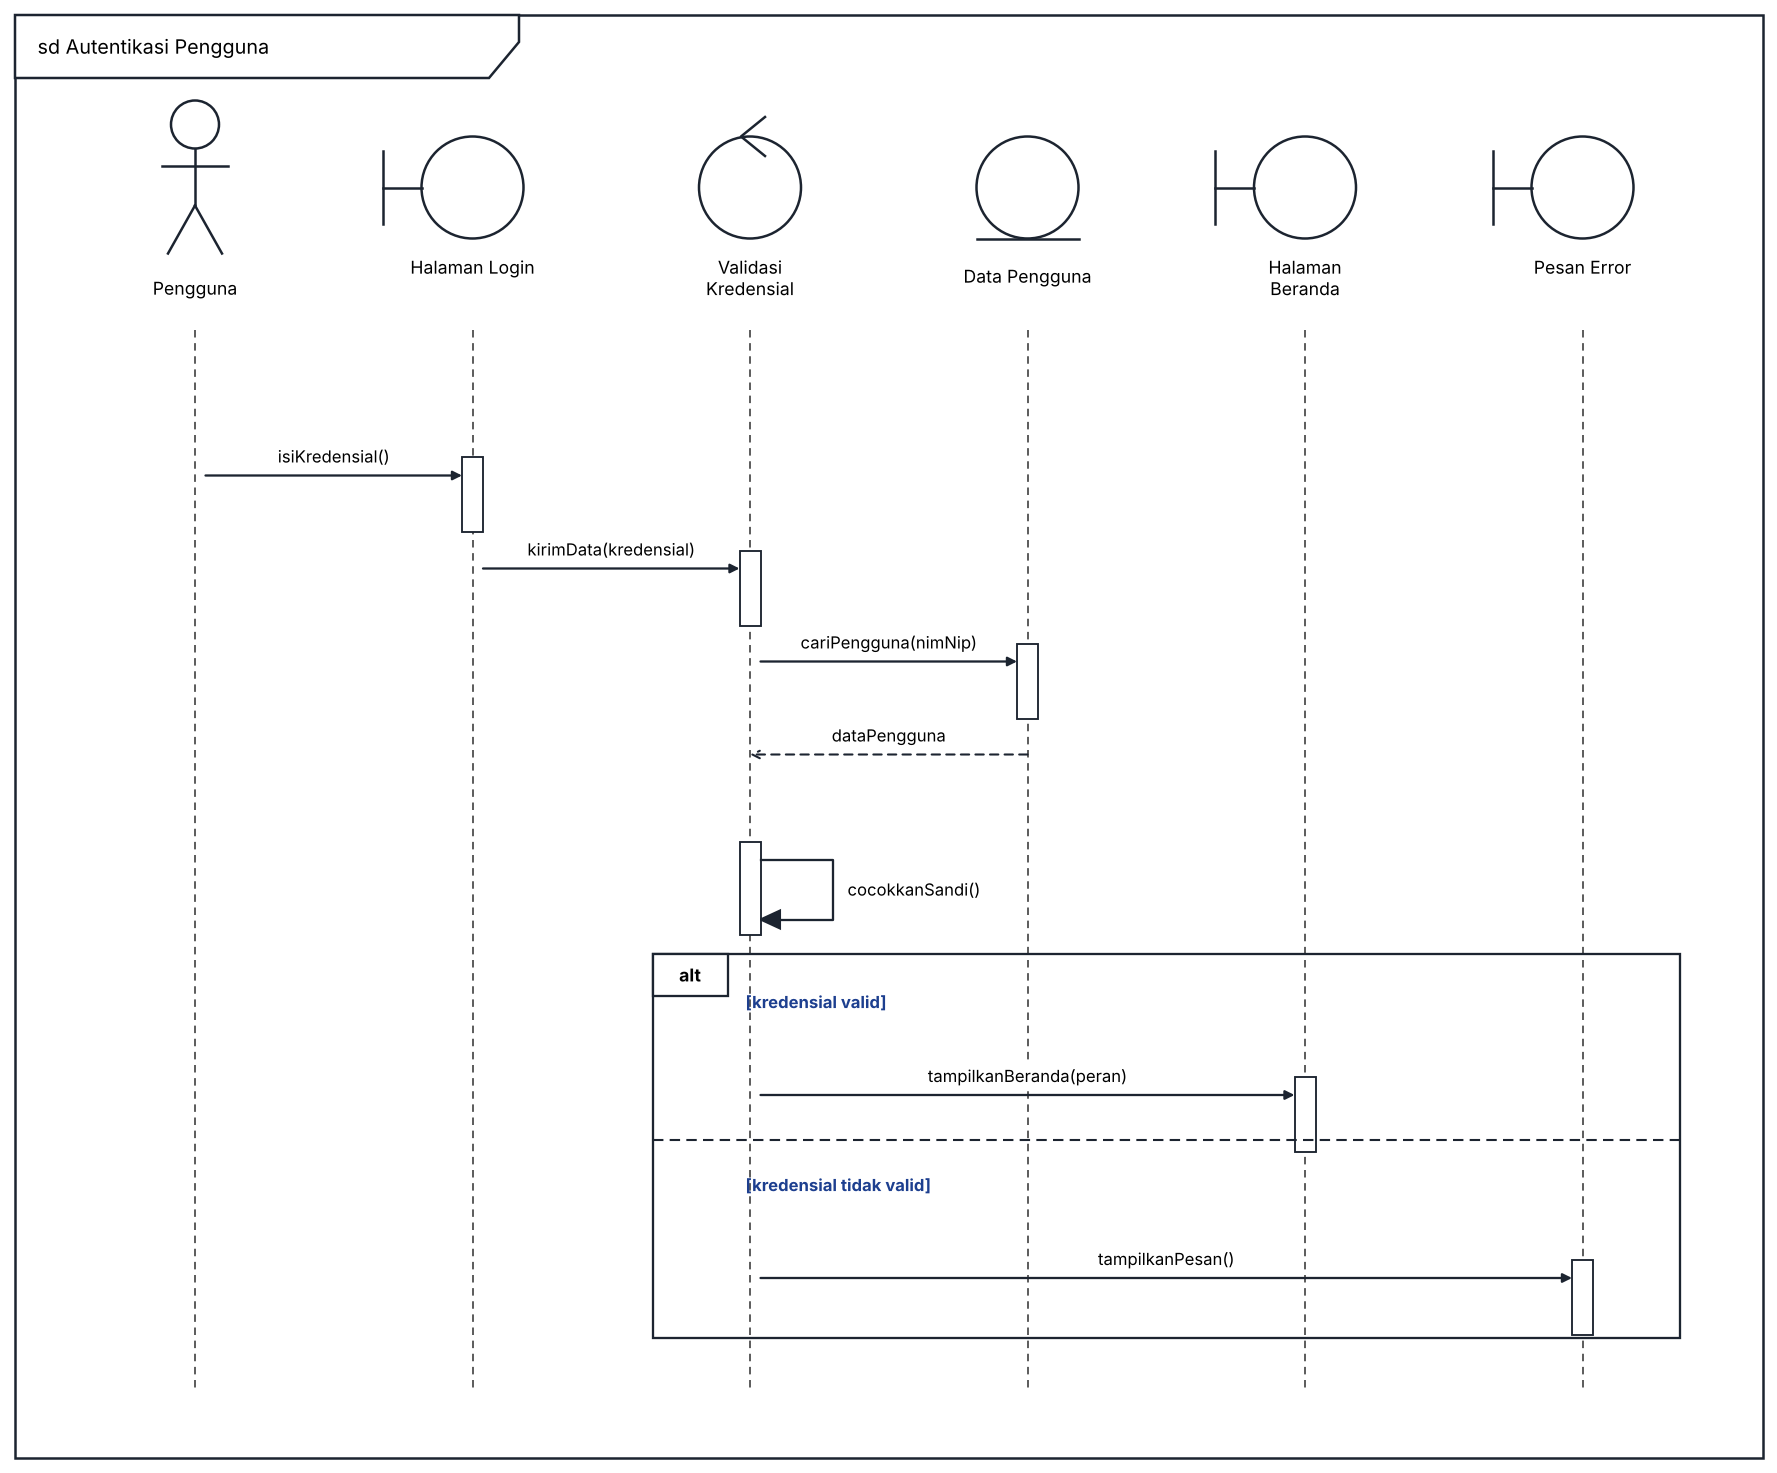 sd Autentikasi Pengguna
Pengguna
Halaman Login
Validasi
Kredensial
Data Pengguna
Halaman
Beranda
Pesan Error
isiKredensial()
kirimData(kredensial)
cariPengguna(nimNip)
dataPengguna
cocokkanSandi()
alt
[kredensial valid]
tampilkanBeranda(peran)
[kredensial tidak valid]
tampilkanPesan()